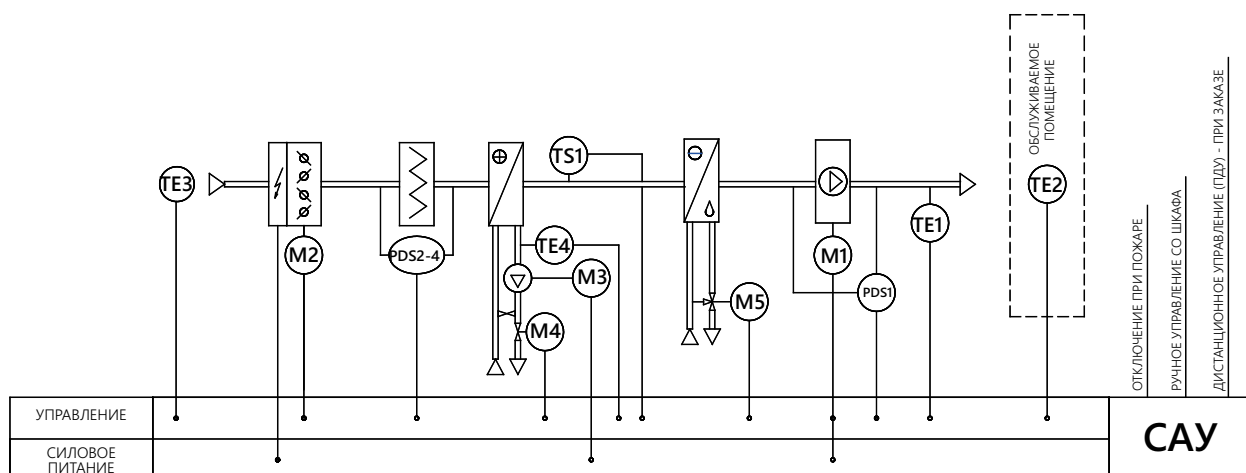 ОБСЛУЖИВАЕМОЕ
ПОМЕЩЕНИЕ
TE3
TS1
TE2
TE1
M2
PDS2-4
TE4
M3
M1
PDS1
M5
M4
ОТКЛЮЧЕНИЕ ПРИ ПОЖАРЕ
РУЧНОЕ УПРАВЛЕНИЕ СО ШКАФА
ДИСТАНЦИОННОЕ УПРАВЛЕНИЕ (ПДУ) - ПРИ ЗАКАЗЕ
УПРАВЛЕНИЕ
СИЛОВОЕ
ПИТАНИЕ
САУ